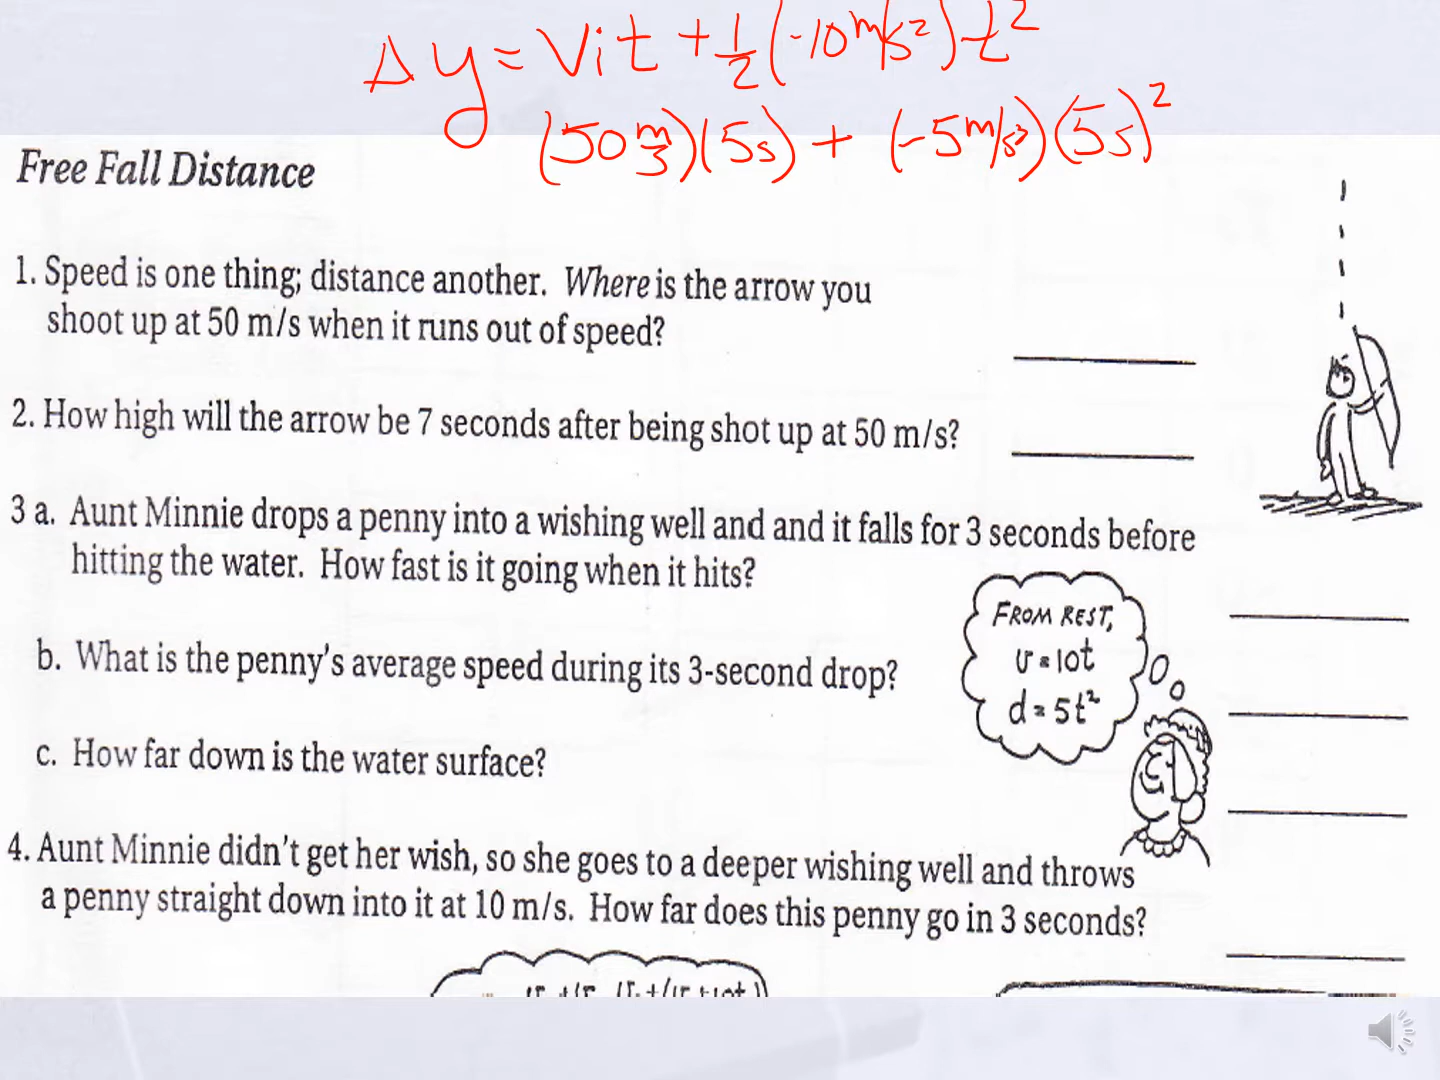 Δy = Vit + 1/2 (-10 m/s²) t²
(50 m/s)(5s) + (-5 m/s²)(5s)²
Free Fall Distance
1. Speed is one thing; distance another. Where is the arrow you
shoot up at 50 m/s when it runs out of speed?
2. How high will the arrow be 7 seconds after being shot up at 50 m/s?
3 a. Aunt Minnie drops a penny into a wishing well and and it falls for 3 seconds before
hitting the water. How fast is it going when it hits?
FROM REST,
v = 10t
d = 5t²
b. What is the penny's average speed during its 3-second drop?
c. How far down is the water surface?
4. Aunt Minnie didn't get her wish, so she goes to a deeper wishing well and throws
a penny straight down into it at 10 m/s. How far does this penny go in 3 seconds?